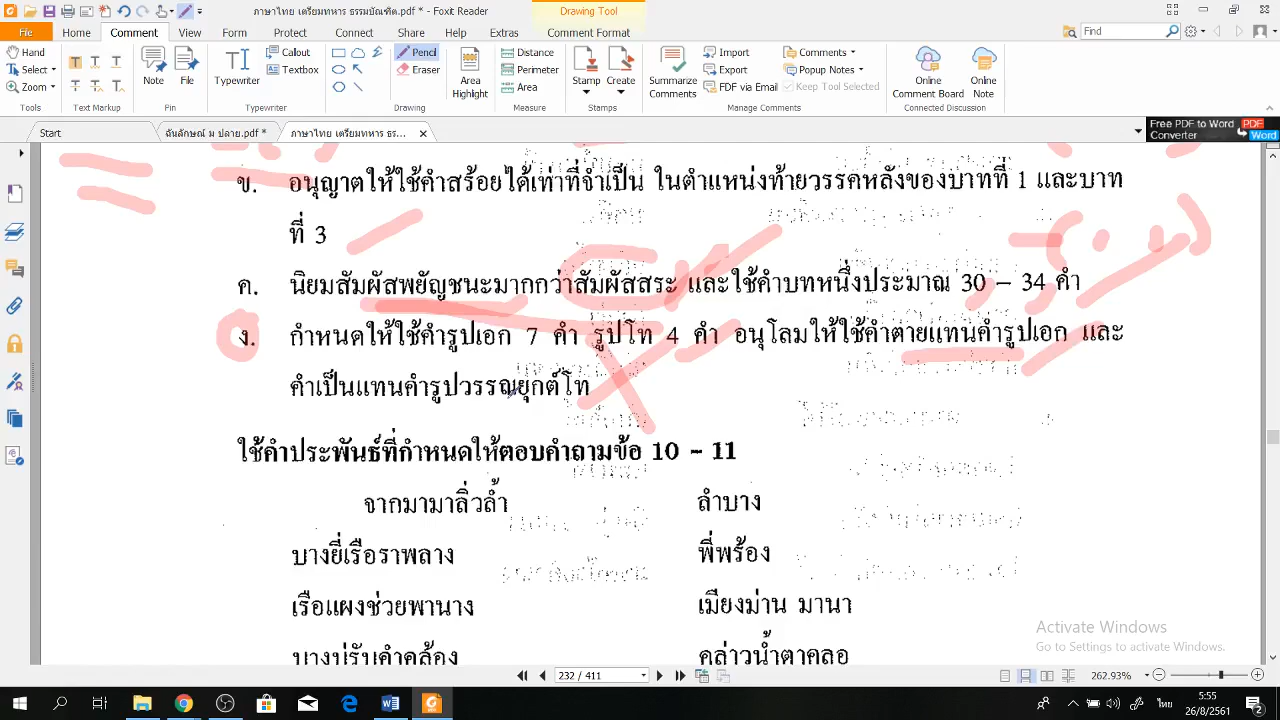 ภาษาไทย เตรียมทหาร ธรรมบัณฑิต.pdf * - Foxit Reader
Drawing Tool
File Home Comment View Form Protect Connect Share Help Extras Comment Format Find
Hand Select Zoom Tools
Text Markup
Note File Pin
Typewriter Callout Textbox Typewriter
Pencil Eraser Drawing
Area Highlight
Distance Perimeter Area Measure
Stamp Create Stamps
Summarize Comments Import Export FDF via Email Comments Popup Notes Keep Tool Selected Manage Comments
Online Comment Board Online Note Connected Discussion
Start ฉันลักษณ์ ม ปลาย.pdf * ภาษาไทย เตรียมทหาร ธร...
Free PDF to Word Converter PDF Word
ข. อนุญาตให้ใช้คำสร้อยได้เท่าที่จำเป็น ในตำแหน่งท้ายวรรคหลังของบาทที่ 1 และบาท
ที่ 3
ค. นิยมสัมผัสพยัญชนะมากกว่าสัมผัสสระ และใช้คำบทหนึ่งประมาณ 30 – 34 คำ
ง. กำหนดให้ใช้คำรูปเอก 7 คำ รูปโท 4 คำ อนุโลมให้ใช้คำตายแทนคำรูปเอก และ
คำเป็นแทนคำรูปวรรณยุกต์โท
ใช้คำประพันธ์ที่กำหนดให้ตอบคำถามข้อ 10 – 11
จากมามาลิ่วล้ำ ลำบาง
บางยี่เรือราพลาง พี่พร้อง
เรือแผงช่วยพานาง เมียงม่าน มานา
บางบ่รับคำคล้อง คล่าวน้ำตาคลอ
Activate Windows
Go to Settings to activate Windows.
232 / 411 262.93%
ไทย 5:55
26/8/2561 2